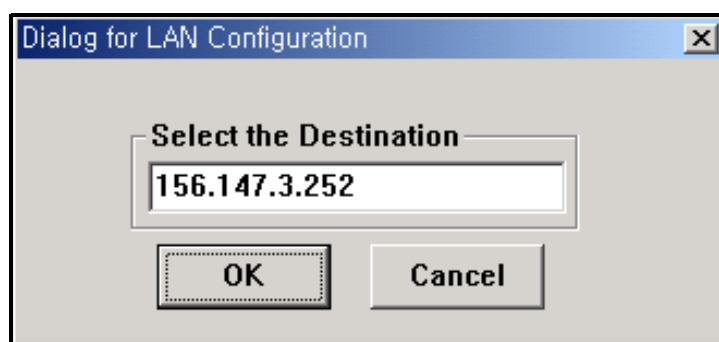 Dialog for LAN Configuration
Select the Destination
156.147.3.252
OK Cancel